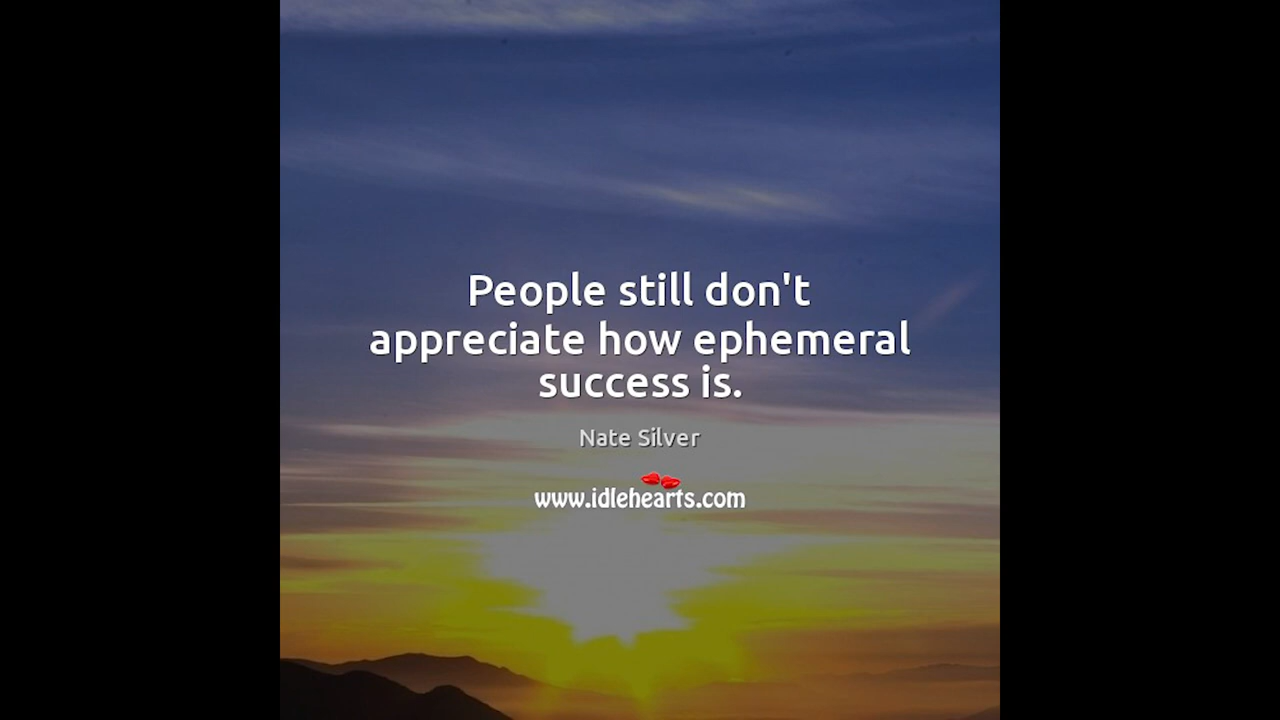 People still don't
appreciate how ephemeral
success is.
Nate Silver
www.idlehearts.com